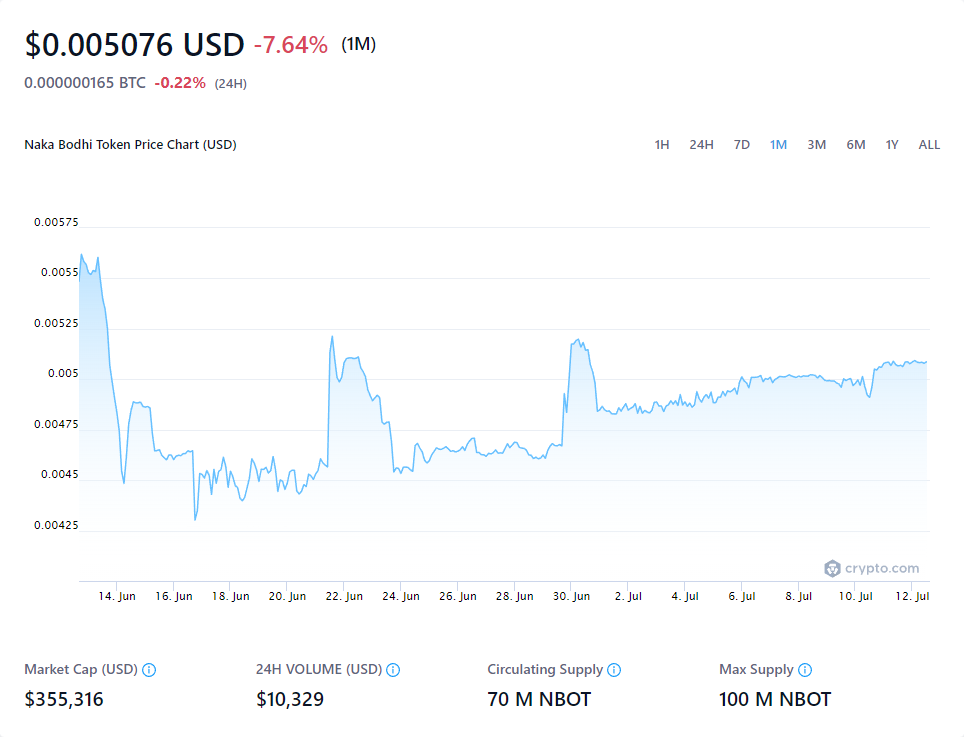 $0.005076 USD -7.64% (1M)
0.000000165 BTC -0.22% (24H)
Naka Bodhi Token Price Chart (USD) 1H 24H 7D 1M 3M 6M 1Y ALL
0.00575
0.0055
0.00525
0.005
0.00475
0.0045
0.00425
crypto.com
14. Jun 16. Jun 18. Jun 20. Jun 22. Jun 24. Jun 26. Jun 28. Jun 30. Jun 2. Jul 4. Jul 6. Jul 8. Jul 10. Jul 12. Jul
Market Cap (USD) 24H VOLUME (USD) Circulating Supply Max Supply
$355,316 $10,329 70 M NBOT 100 M NBOT